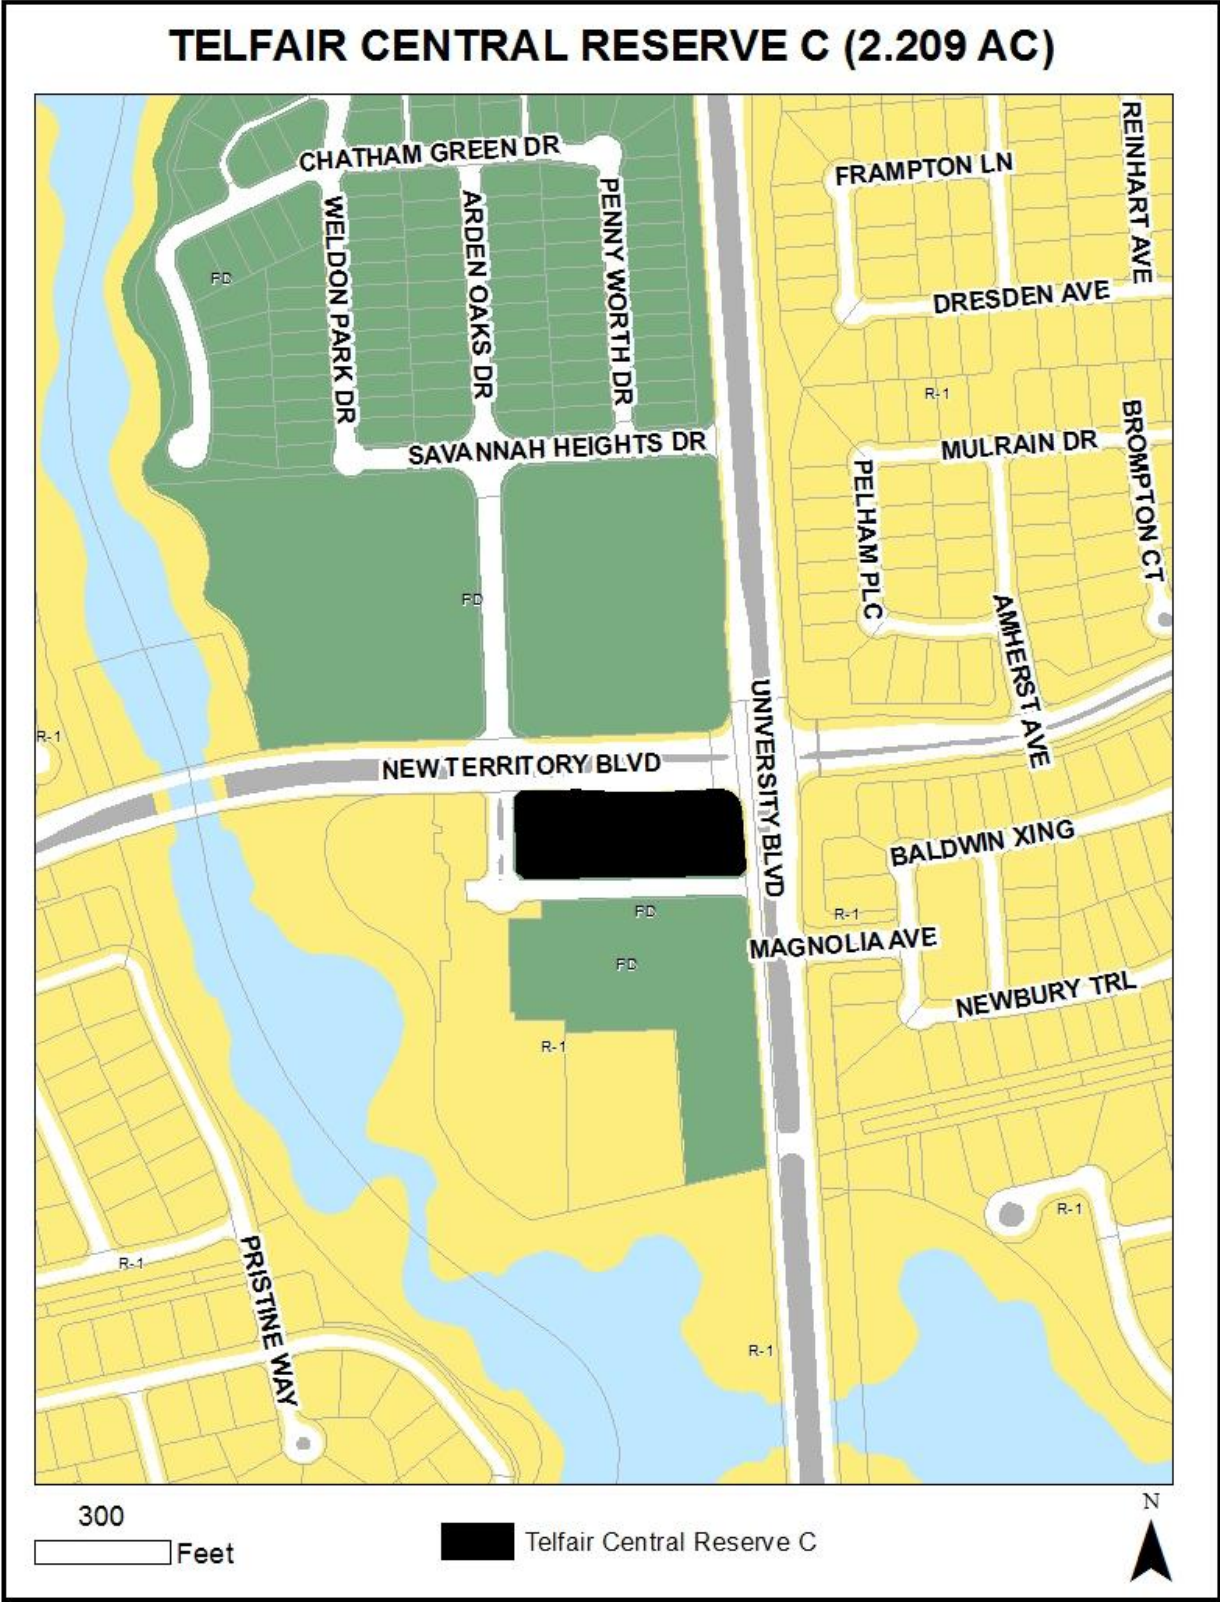 TELFAIR CENTRAL RESERVE C (2.209 AC)
CHATHAM GREEN DR
FRAMPTON LN
REINHART AVE
WELDON PARK DR
ARDEN OAKS DR
PENNY WORTH DR
PD
DRESDEN AVE
R-1
SAVANNAH HEIGHTS DR
MULRAIN DR
BROMPTON CT
PELHAM PLC
PD
AMHERST AVE
R-1
UNIVERSITY BLVD
NEW TERRITORY BLVD
BALDWIN XING
PD
R-1
MAGNOLIA AVE
PD
NEWBURY TRL
R-1
R-1
R-1
PRISTINE WAY
R-1
300
Feet
Telfair Central Reserve C
N